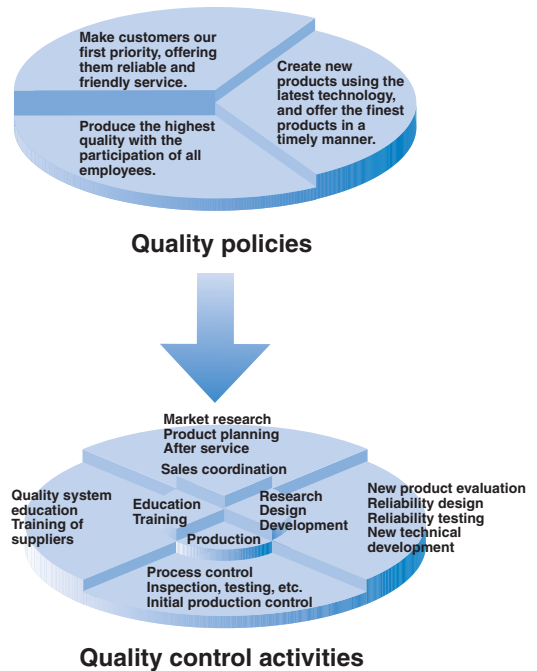 Make customers our
first priority, offering
them reliable and
friendly service.
Create new
products using the
latest technology,
and offer the finest
products in a
timely manner.
Produce the highest
quality with the
participation of all
employees.
Quality policies
Market research
Product planning
After service
Sales coordination
Quality system
education
Training of
suppliers
Education
Training
Research
Design
Development
New product evaluation
Reliability design
Reliability testing
New technical
development
Production
Process control
Inspection, testing, etc.
Initial production control
Quality control activities